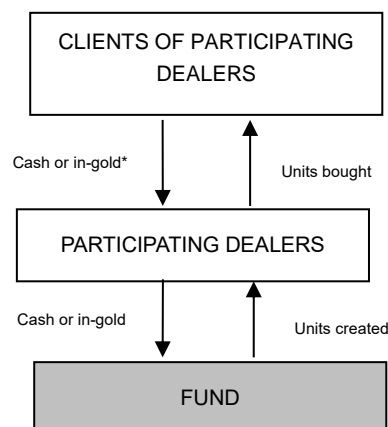 CLIENTS OF PARTICIPATING
DEALERS
Cash or in-gold*
Units bought
PARTICIPATING DEALERS
Cash or in-gold
Units created
FUND